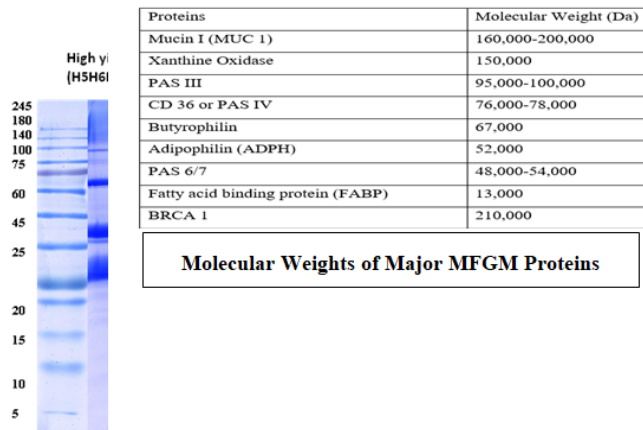 High yi
(H5H6
245
180
140
100
75
60
45
25
20
15
10
5
Proteins Molecular Weight (Da)
Mucin I (MUC 1) 160,000-200,000
Xanthine Oxidase 150,000
PAS III 95,000-100,000
CD 36 or PAS IV 76,000-78,000
Butyrophilin 67,000
Adipophilin (ADPH) 52,000
PAS 6/7 48,000-54,000
Fatty acid binding protein (FABP) 13,000
BRCA 1 210,000
Molecular Weights of Major MFGM Proteins